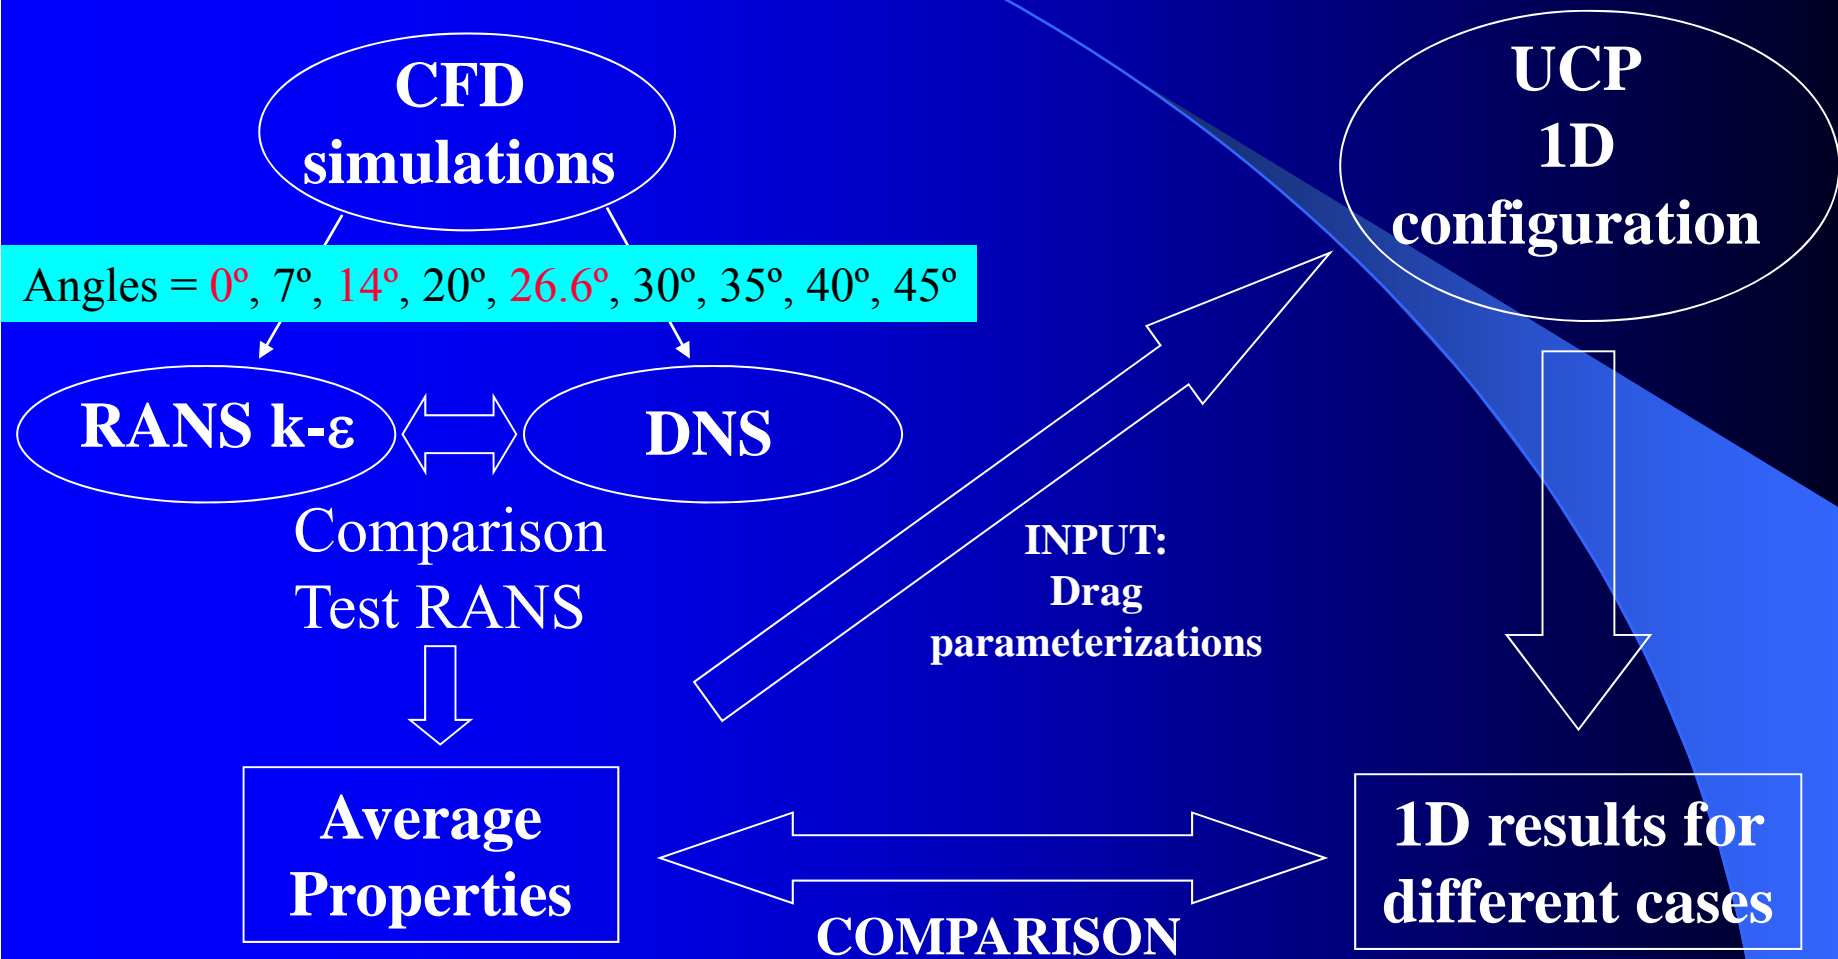 CFD
simulations
UCP
1D
configuration
Angles = 0º, 7º, 14º, 20º, 26.6º, 30º, 35º, 40º, 45º
RANS k-ε
DNS
Comparison
Test RANS
INPUT:
Drag
parameterizations
Average
Properties
COMPARISON
1D results for
different cases